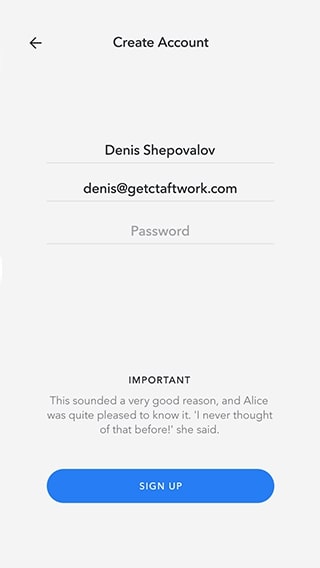 Create Account
Denis Shepovalov
denis@getctaftwork.com
Password
IMPORTANT
This sounded a very good reason, and Alice
was quite pleased to know it. 'I never thought
of that before!' she said.
SIGN UP